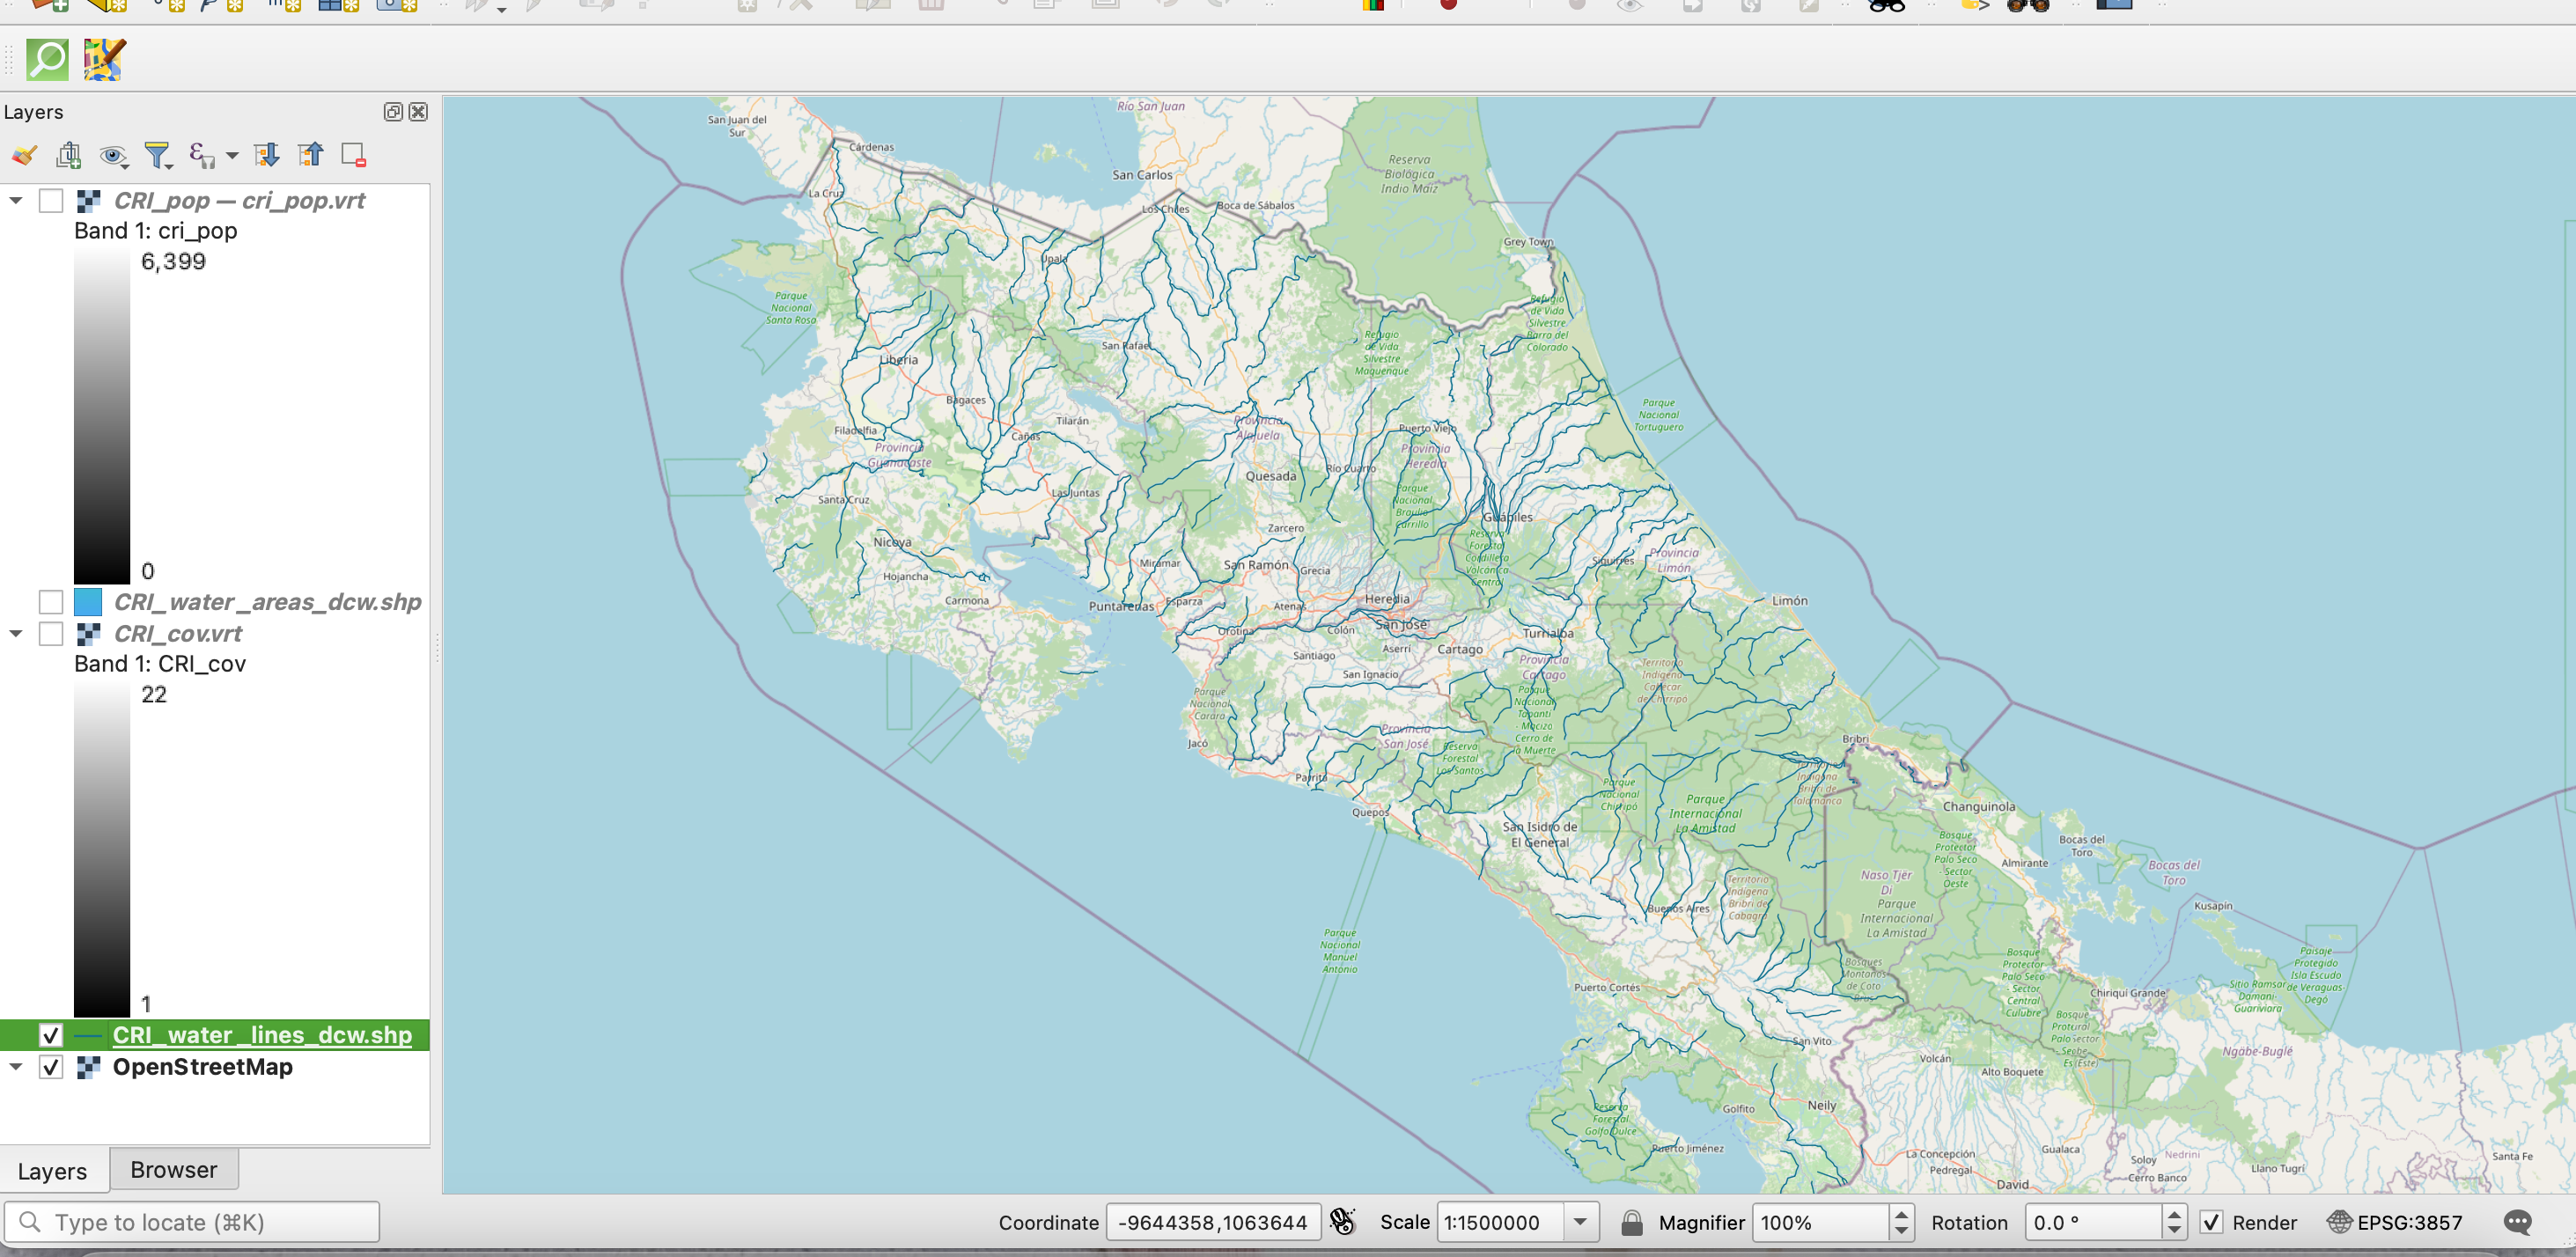 Layers
CRI_pop — cri_pop.vrt
Band 1: cri_pop
6,399
0
CRI_water_areas_dcw.shp
CRI_cov.vrt
Band 1: CRI_cov
22
1
CRI_water_lines_dcw.shp
OpenStreetMap
Layers
Browser
Type to locate (⌘K)
Río San Juan
San Juan del
Sur
Cárdenas
San Carlos
Reserva
Biológica
Indio Maíz
La Cruz
Los Chiles
Boca de Sábalos
Grey Town
Upala
Parque
Nacional
Santa Rosa
Refugio
de Vida
Silvestre
Barra del
Colorado
San Rafael
Refugio
de Vida
Silvestre
Maquenque
Liberia
Bagaces
Tilarán
Parque
Nacional
Tortuguero
Filadelfia
Cañas
Provincia
Alajuela
Puerto Viejo
Provincia
Guanacaste
Provincia
Heredia
Quesada
Río Cuarto
Santa Cruz
Las Juntas
Parque
Nacional
Braulio
Carrillo
Guápiles
Zarcero
Nicoya
Reserva
Forestal
Cordillera
Volcánica
Central
Provincia
Limón
Siquirres
Miramar
San Ramón
Grecia
Hojancha
Carmona
Puntarenas
Esparza
Atenas
Heredia
Limón
Orotina
Colón
San José
Turrialba
Santiago
Aserrí
Cartago
Provincia
Cartago
San Ignacio
Territorio
Indígena
Cabécar
de Chirripó
Parque
Nacional
Carara
Parque
Nacional
Tapantí
- Macizo
Cerro de
la Muerte
Jacó
Provincia
San José
Reserva
Forestal
Los Santos
Bribri
Parrita
Territorio
Indígena
Bribri de
Talamanca
Parque
Nacional
Chirripó
Parque
Internacional
La Amistad
Changuinola
Quepos
San Isidro de
El General
Bocas del
Toro
Almirante
Bosque
Protector
Palo Seco
- Sector
Oeste
Bocas del
Toro
Naso Tjër
Di
Parque
Internacional
La Amistad
Territorio
Indígena
Bribri de
Cabagra
Buenos Aires
Kusapín
Parque
Nacional
Manuel
Antonio
Bosques
Montanos
de Coto
Brus
Bosque
Protector
Palo Seco
- Sector
Central
Culubre
Paisaje
Protegido
Isla Escudo
de Veraguas
Degó
Puerto Cortés
Chiriquí Grande
Sitio Ramsar
Damani-
Guariviara
San Vito
Volcán
Ngäbe-Buglé
Alto Boquete
Reserva
Forestal
Golfo Dulce
Golfito
Neily
Puerto Jiménez
La Concepción
Pedregal
David
Gualaca
Soloy
Nedrini
Cerro Banco
Llano Tugrí
Santa Fe
Coordinate
-9644358,1063644
Scale
1:1500000
Magnifier
100%
Rotation
0.0 °
Render
EPSG:3857